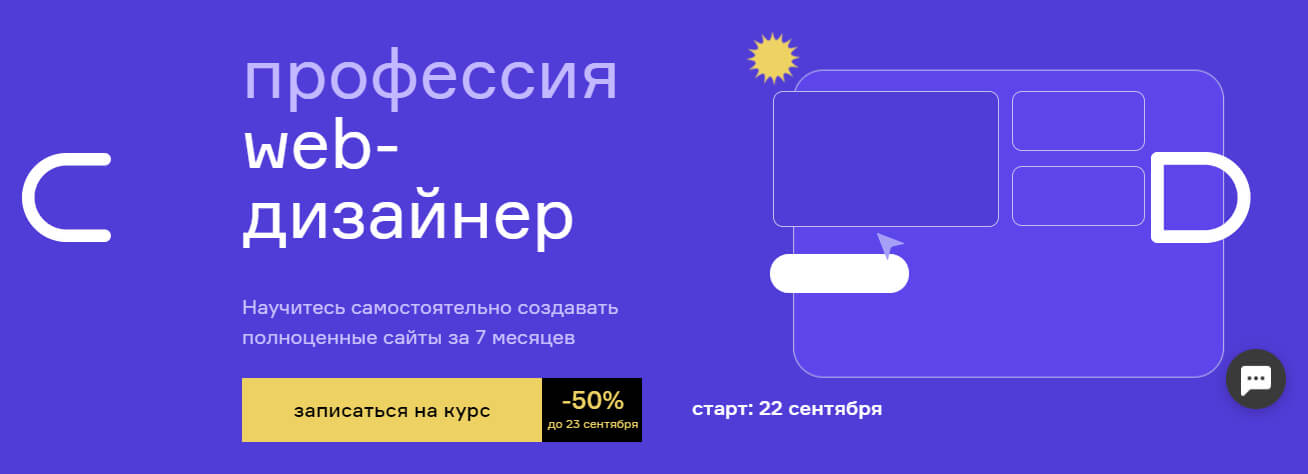 профессия
web-
дизайнер
Научитесь самостоятельно создавать
полноценные сайты за 7 месяцев
записаться на курс
-50%
до 23 сентября
старт: 22 сентября